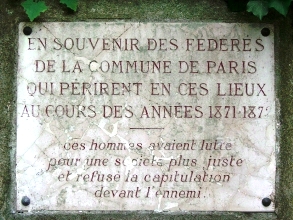 EN SOUVENIR DES FÉDÉRÉS
DE LA COMMUNE DE PARIS
QUI PÉRIRENT EN CES LIEUX
AU COURS DES ANNÉES 1871-187
ces hommes avaient lutté
pour une société plus juste
et refusé la capitulation
devant l'ennemi.